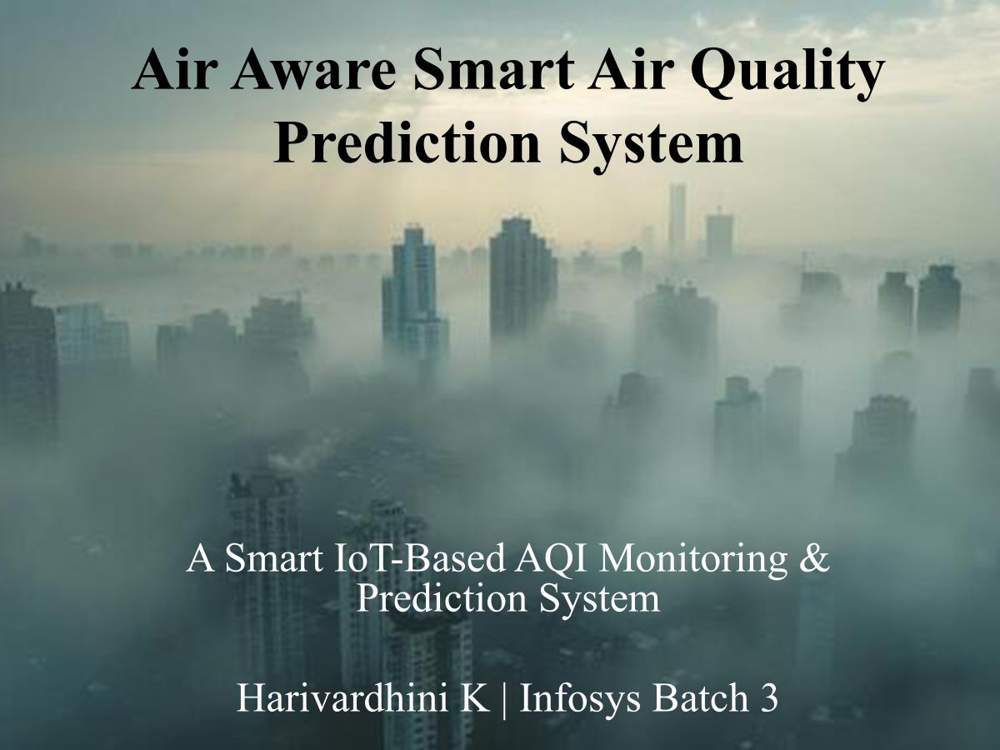 Air Aware Smart Air Quality
Prediction System
A Smart IoT-Based AQI Monitoring &
Prediction System
Harivardhini K | Infosys Batch 3